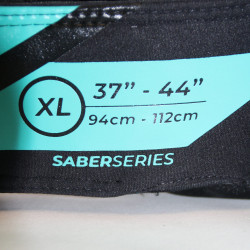 XL
37” - 44”
94cm - 112cm
SABERSERIES